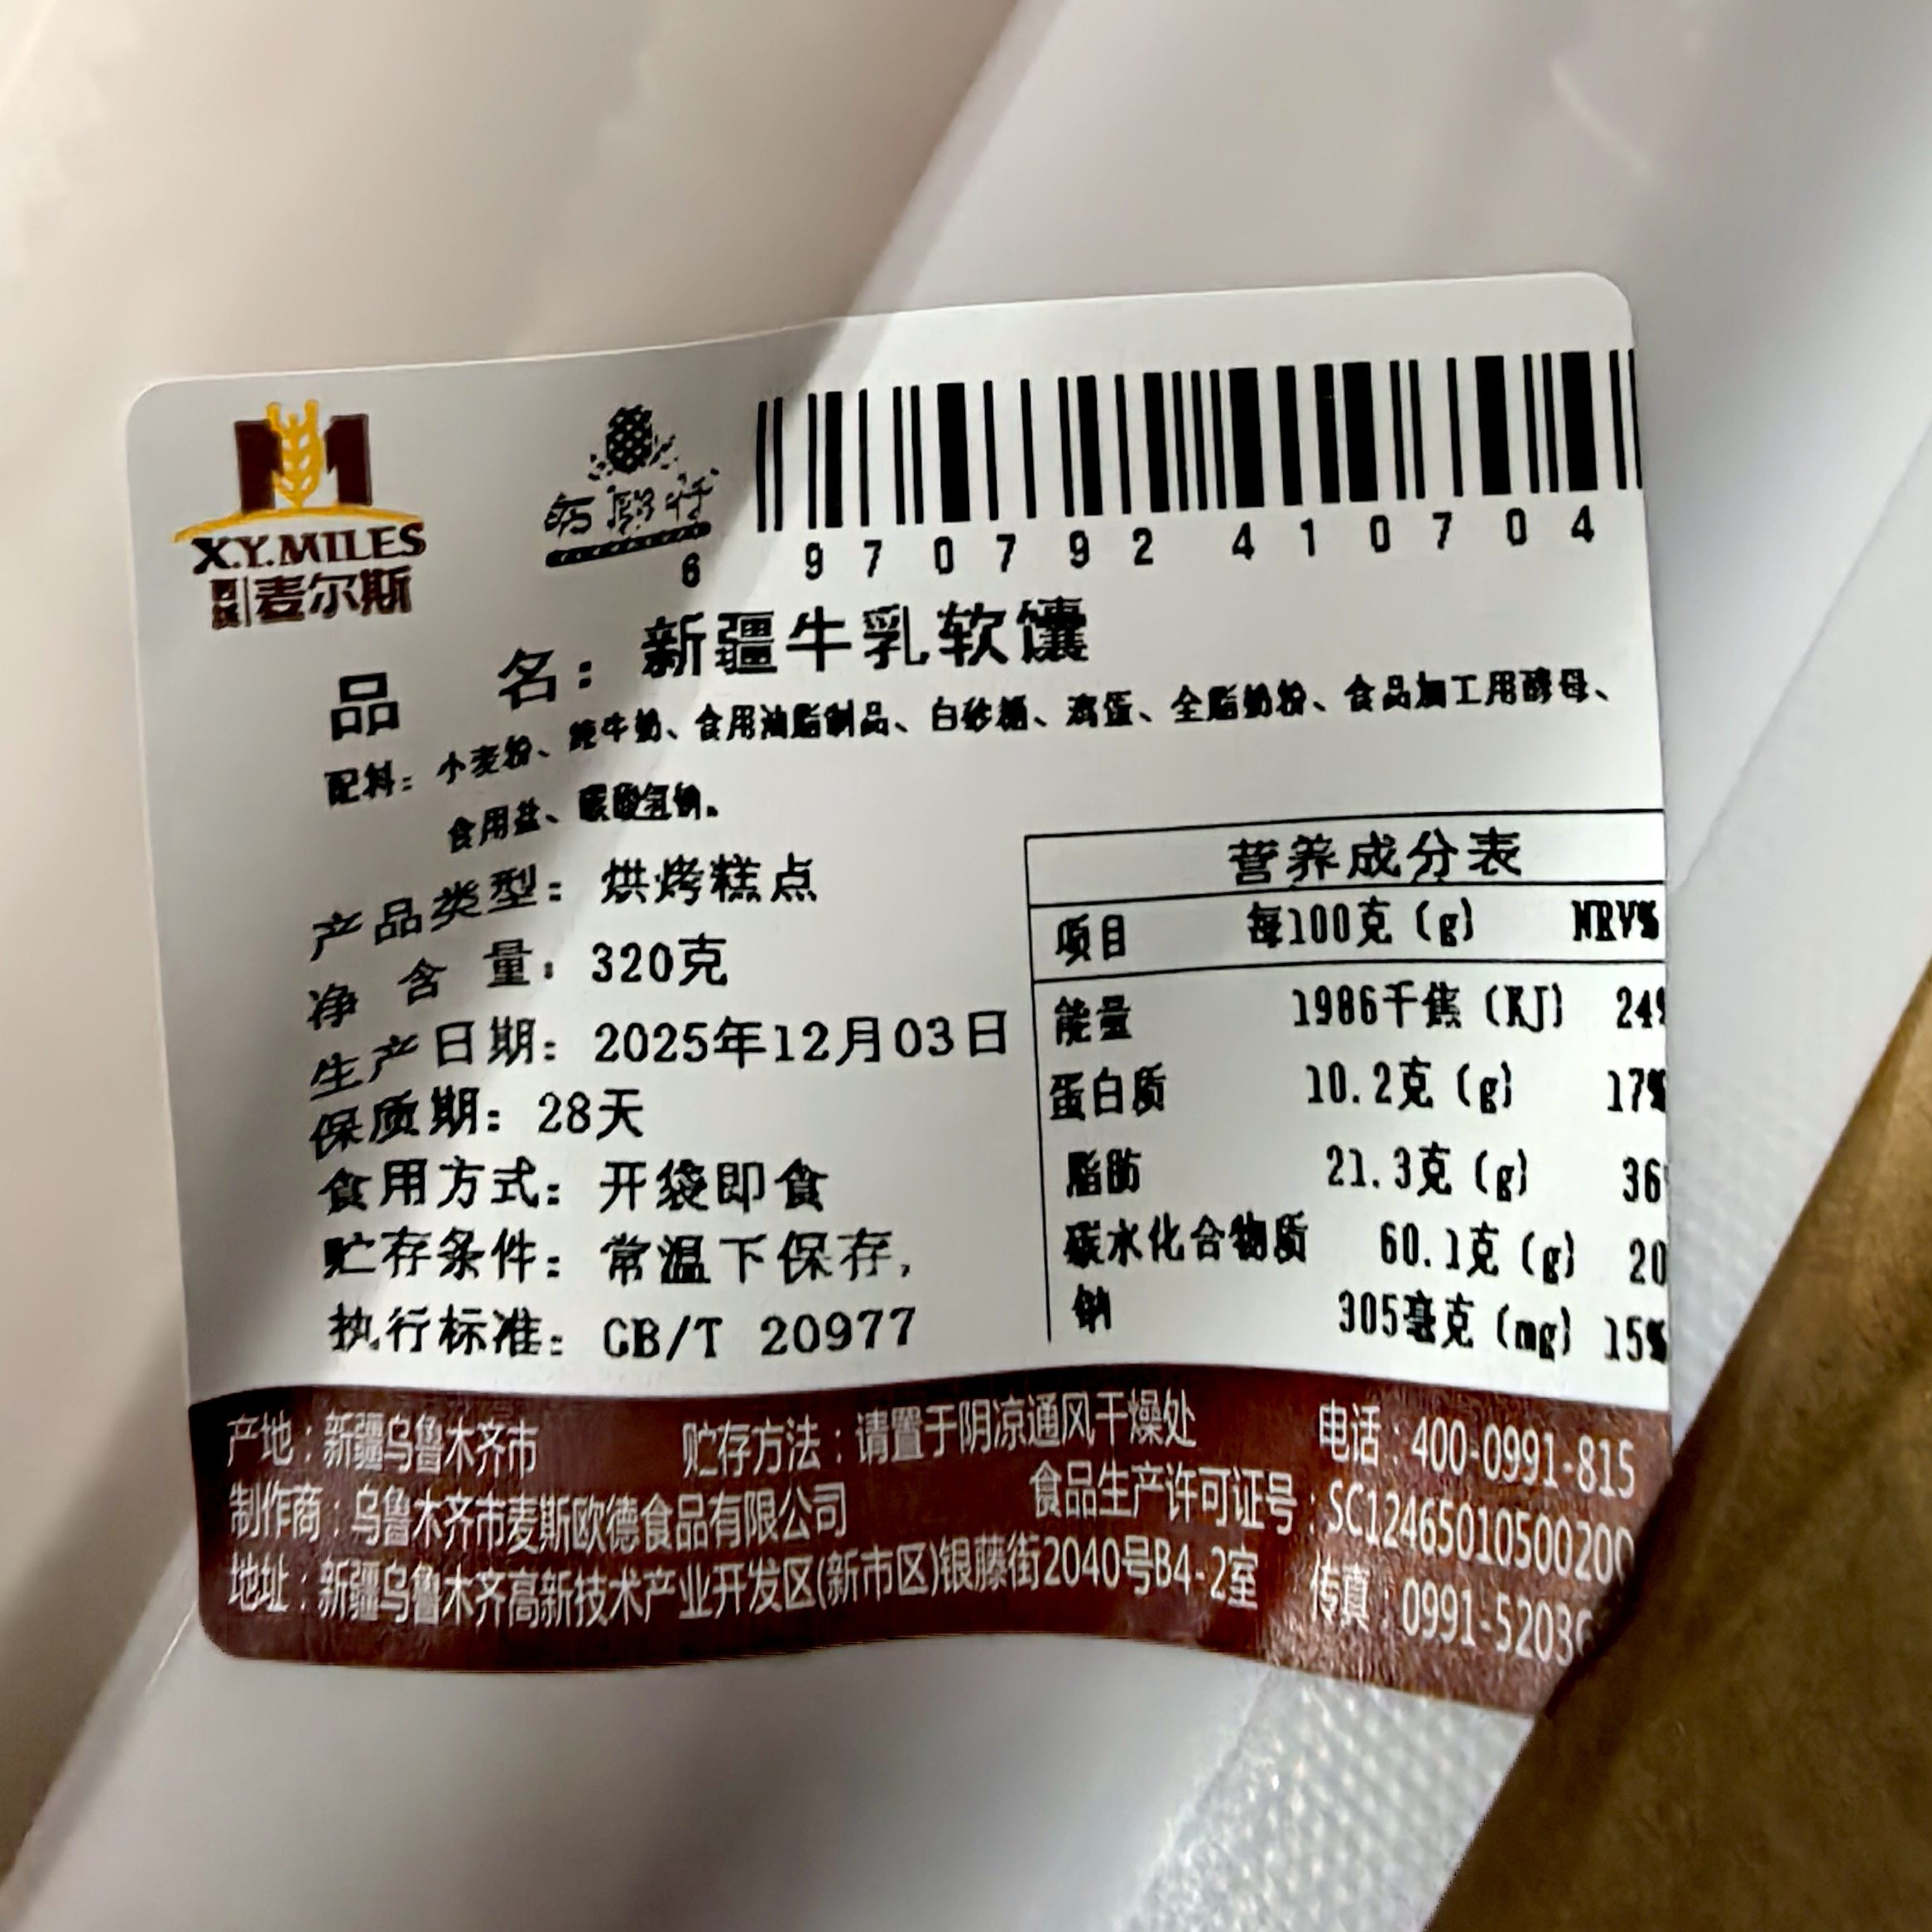 X.Y.MILES
西域麦尔斯
6 970792 410704
品 名：新疆牛乳软馕
配料：小麦粉、纯牛奶、食用油脂制品、白砂糖、鸡蛋、全脂奶粉、食品加工用酵母、
食用盐、碳酸氢钠。
产品类型：烘烤糕点
净含量：320克
生产日期：2025年12月03日
保质期：28天
食用方式：开袋即食
贮存条件：常温下保存，
执行标准：GB/T 20977
营养成分表
项目 每100克(g) NRV%
能量 1986千焦(KJ) 24%
蛋白质 10.2克(g) 17%
脂肪 21.3克(g) 36
碳水化合物质 60.1克(g) 20
钠 305毫克(mg) 15%
产地：新疆乌鲁木齐市 贮存方法：请置于阴凉通风干燥处 电话：400-0991-815
制作商：乌鲁木齐市麦斯欧德食品有限公司 食品生产许可证号：SC1246501050020
地址：新疆乌鲁木齐高新技术产业开发区(新市区)银藤街2040号B4-2室 传真：0991-5203